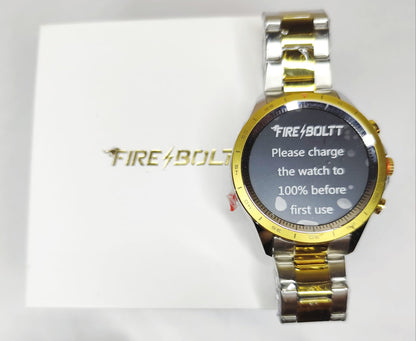 FIRE BOLTT
FIRE BOLTT
Please charge
the watch to
100% before
first use